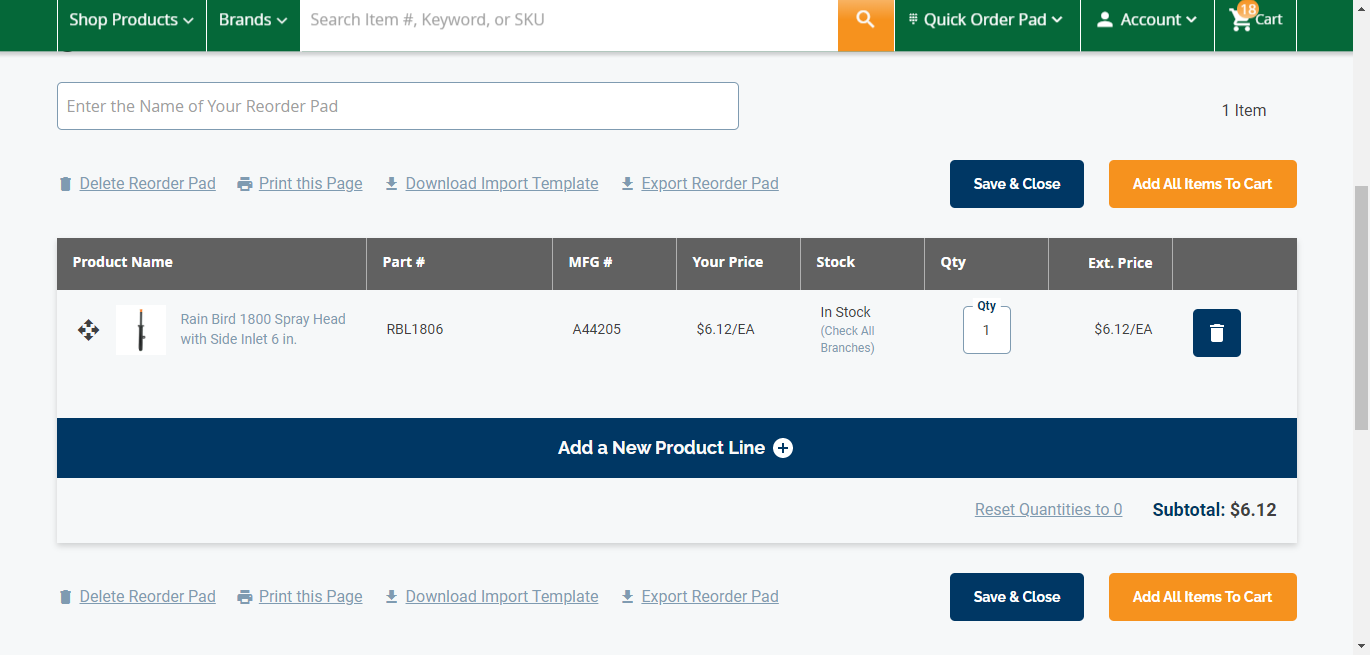 Shop Products
Brands
Search Item #, Keyword, or SKU
Quick Order Pad
Account
18
Cart
Enter the Name of Your Reorder Pad
1 Item
Delete Reorder Pad
Print this Page
Download Import Template
Export Reorder Pad
Save & Close
Add All Items To Cart
Product Name
Part #
MFG #
Your Price
Stock
Qty
Ext. Price
Rain Bird 1800 Spray Head
with Side Inlet 6 in.
RBL1806
A44205
$6.12/EA
In Stock
(Check All
Branches)
Qty
1
$6.12/EA
Add a New Product Line
Reset Quantities to 0
Subtotal: $6.12
Delete Reorder Pad
Print this Page
Download Import Template
Export Reorder Pad
Save & Close
Add All Items To Cart